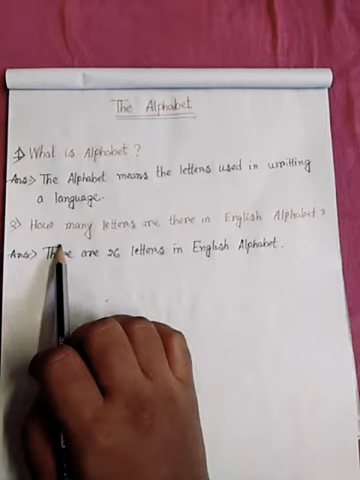 The Alphabet
1) What is Alphabet?
Ans> The Alphabet means the letters used in writting
a language.
2) How many letters are there in English Alphabet?
Ans> There are 26 letters in English Alphabet.